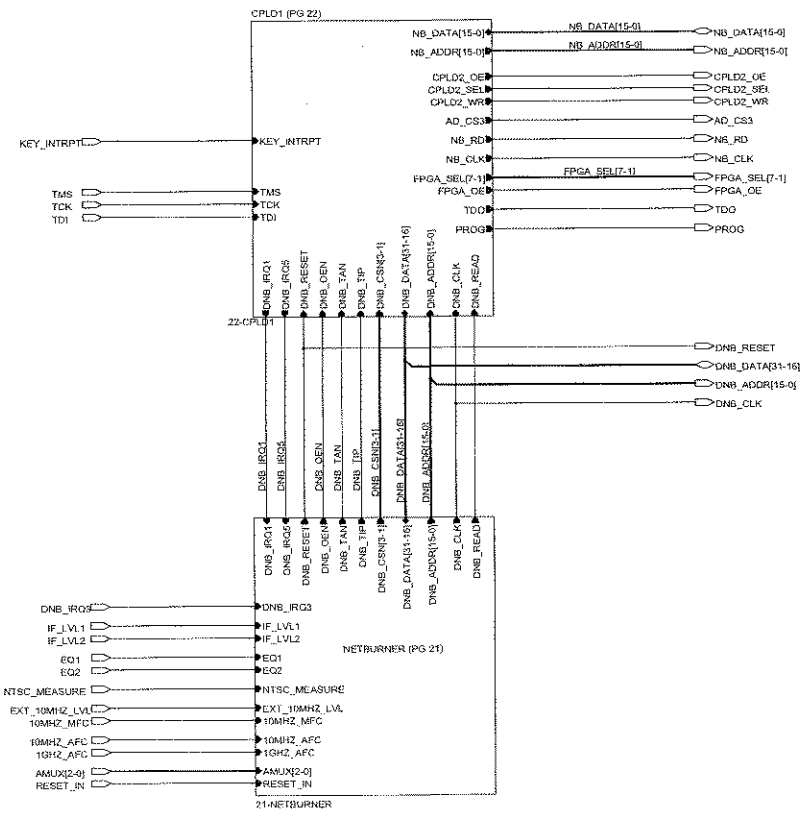 CPLD1 (PG 22)
NB_DATA[15-0] NB_DATA[15-0] NB_DATA[15-0]
NB_ADDR[15-0] NB_ADDR[15-0] NB_ADDR[15-0]
CPLD2_OE CPLD2_OE
CPLD2_SEL CPLD2_SEL
CPLD2_WR CPLD2_WR
AD_CS3 AD_CS3
KEY_INTRPT KEY_INTRPT NB_RD NB_RD
NB_CLK NB_CLK
FPGA_SEL[7-1] FPGA_SEL[7-1] FPGA_SEL[7-1]
TMS TMS FPGA_OE FPGA_OE
TCK TCK TDO TDO
TDI TDI
PROG PROG
DNB_IRQ1 DNB_IRQ5 DNB_RESET DNB_OEN DNB_TAN DNB_TIP DNB_CSN[3-1] DNB_DATA[31-16] DNB_ADDR[15-0] DNB_CLK DNB_READ
22-CPLD1
DNB_RESET
DNB_DATA[31-16]
DNB_ADDR[15-0]
DNB_CLK
DNB_IRQ1 DNB_IRQ5 DNB_OEN DNB_TAN DNB_TIP DNB_CSN[3-1] DNB_DATA[31-16] DNB_ADDR[15-0]
DNB_IRQ1 DNB_IRQ5 DNB_RESET DNB_OEN DNB_TAN DNB_TIP DNB_CSN[3-1] DNB_DATA[31-16] DNB_ADDR[15-0] DNB_CLK DNB_READ
DNB_IRQ3 DNB_IRQ3
IF_LVL1 IF_LVL1
IF_LVL2 IF_LVL2
NETBURNER (PG 21)
EQ1 EQ1
EQ2 EQ2
NTSC_MEASURE NTSC_MEASURE
EXT_10MHZ_LVL EXT_10MHZ_LVL
10MHZ_MFC 10MHZ_MFC
10MHZ_AFC 10MHZ_AFC
1GHZ_AFC 1GHZ_AFC
AMUX[2-0] AMUX[2-0]
RESET_IN RESET_IN
21-NETBURNER